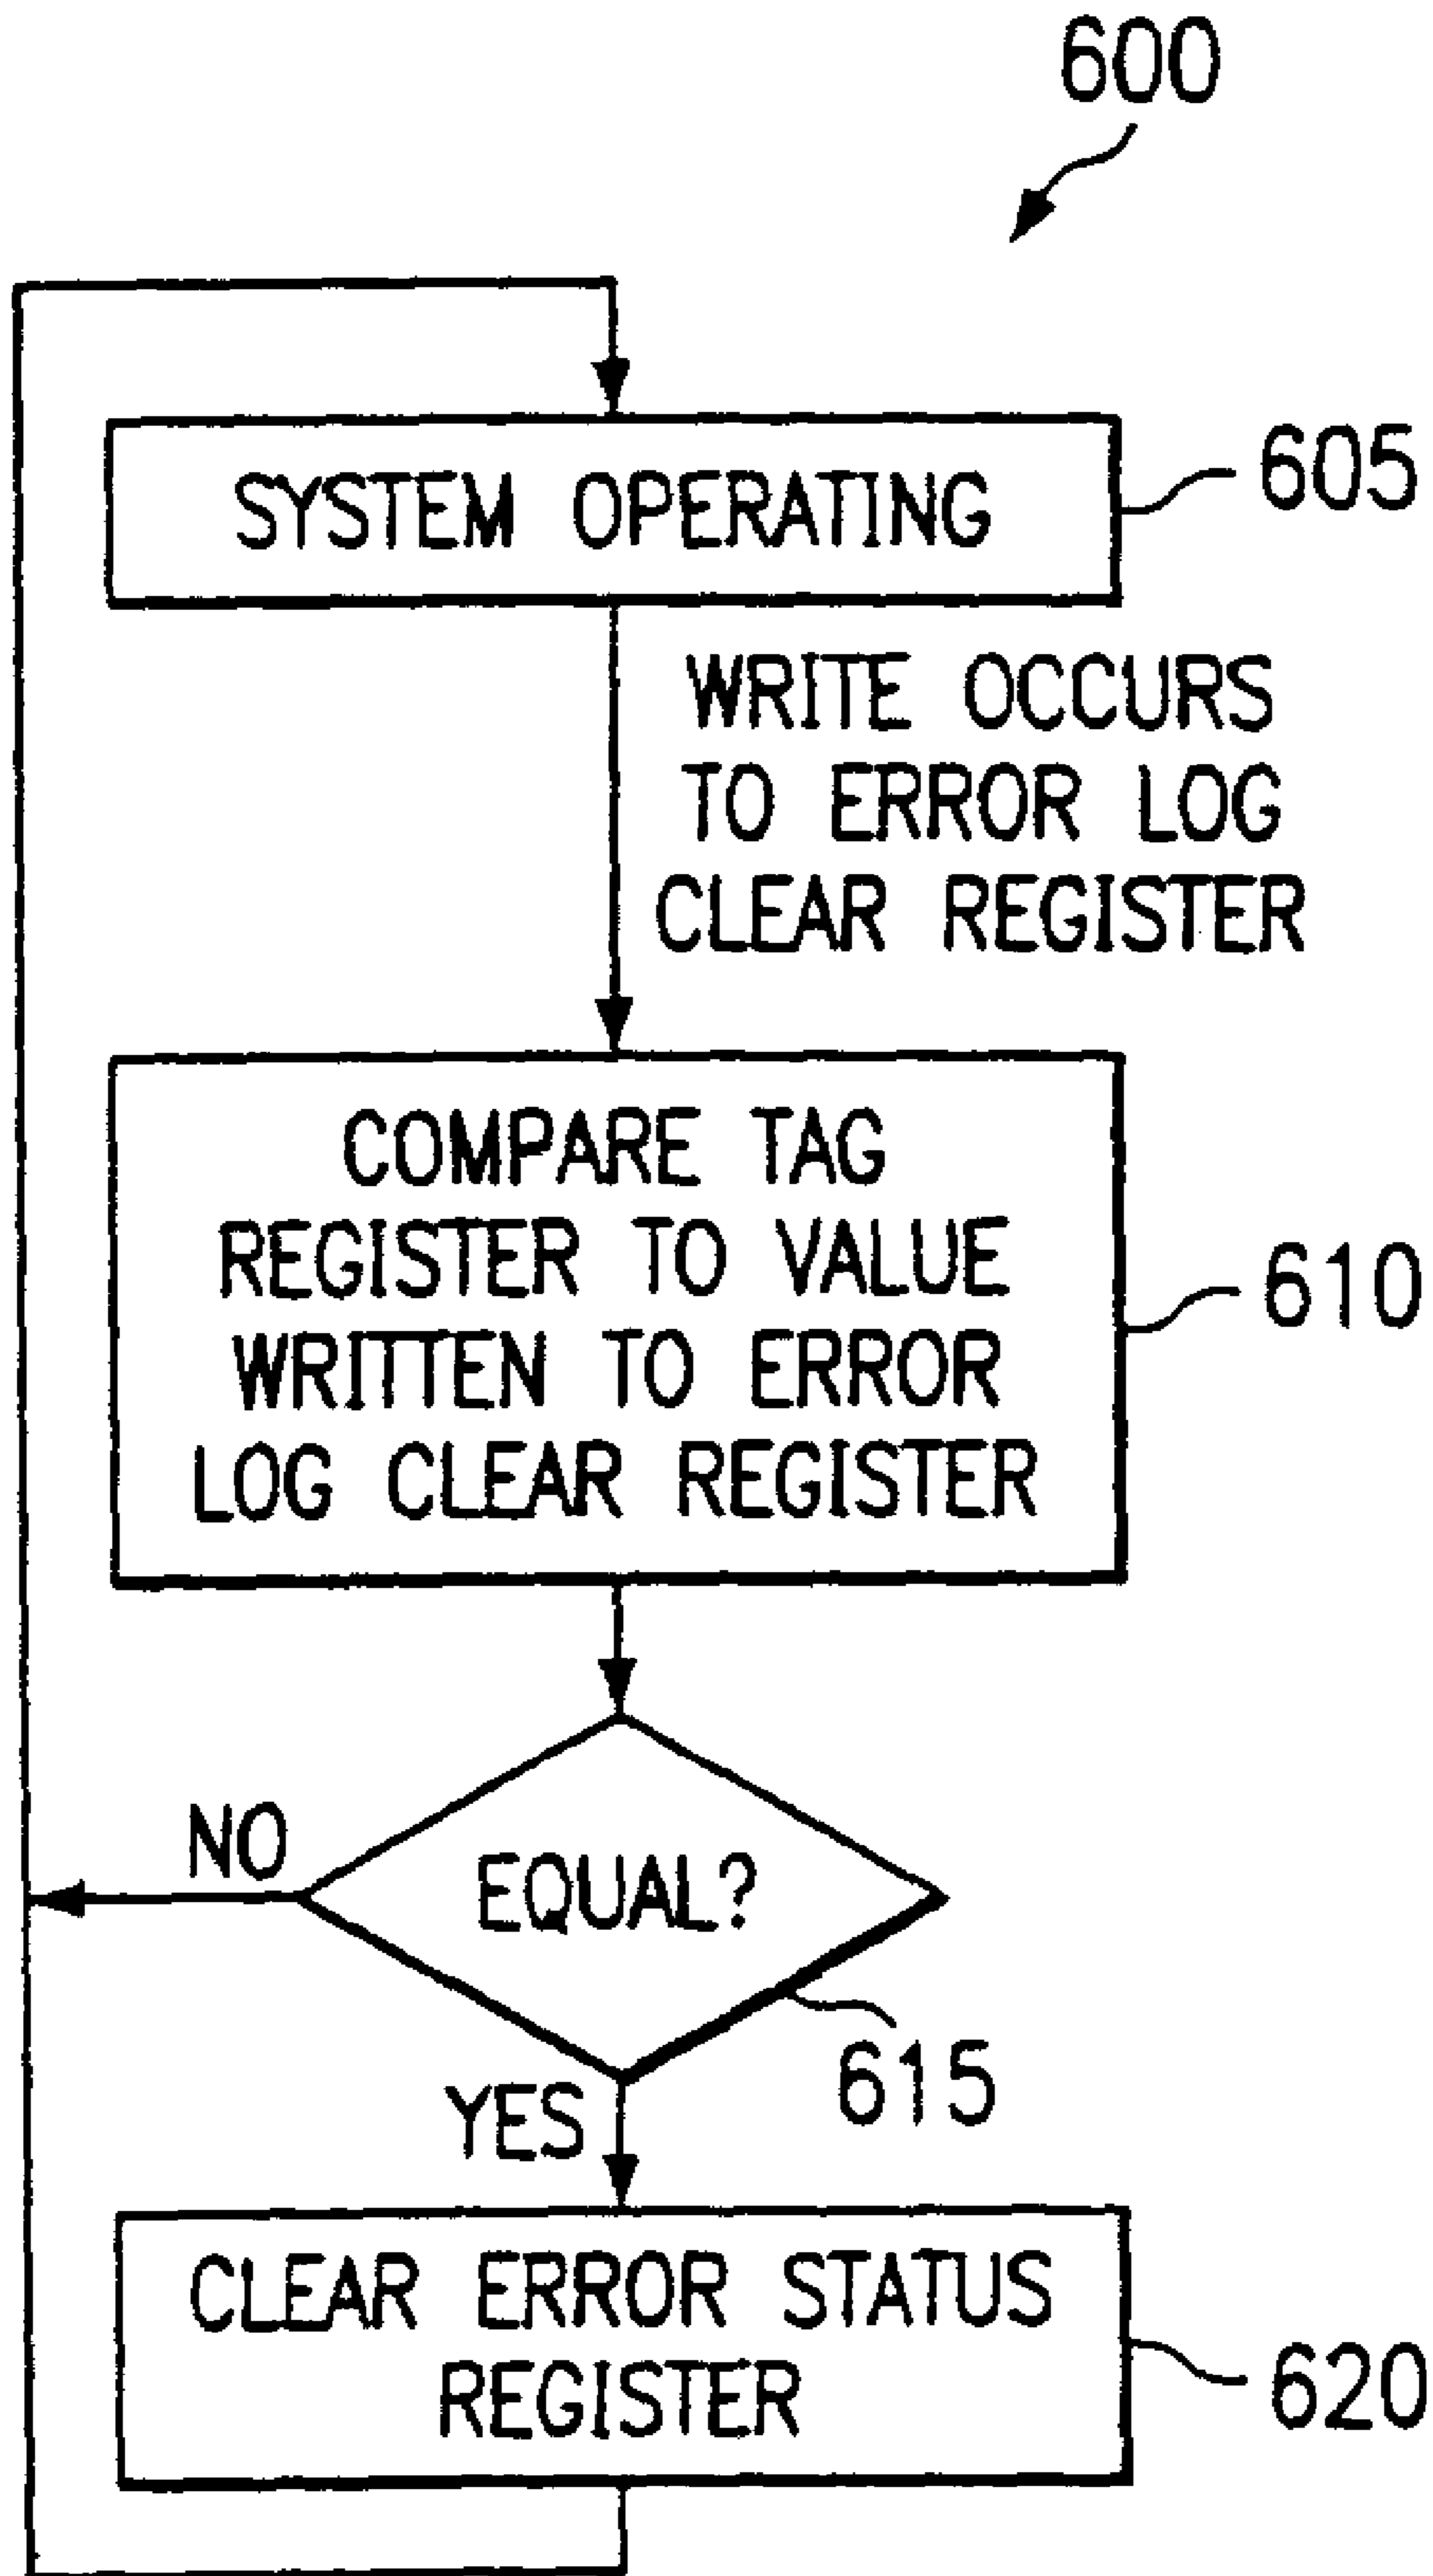 600
SYSTEM OPERATING
605
WRITE OCCURS
TO ERROR LOG
CLEAR REGISTER
COMPARE TAG
REGISTER TO VALUE
WRITTEN TO ERROR
LOG CLEAR REGISTER
610
NO
EQUAL?
615
YES
CLEAR ERROR STATUS
REGISTER
620